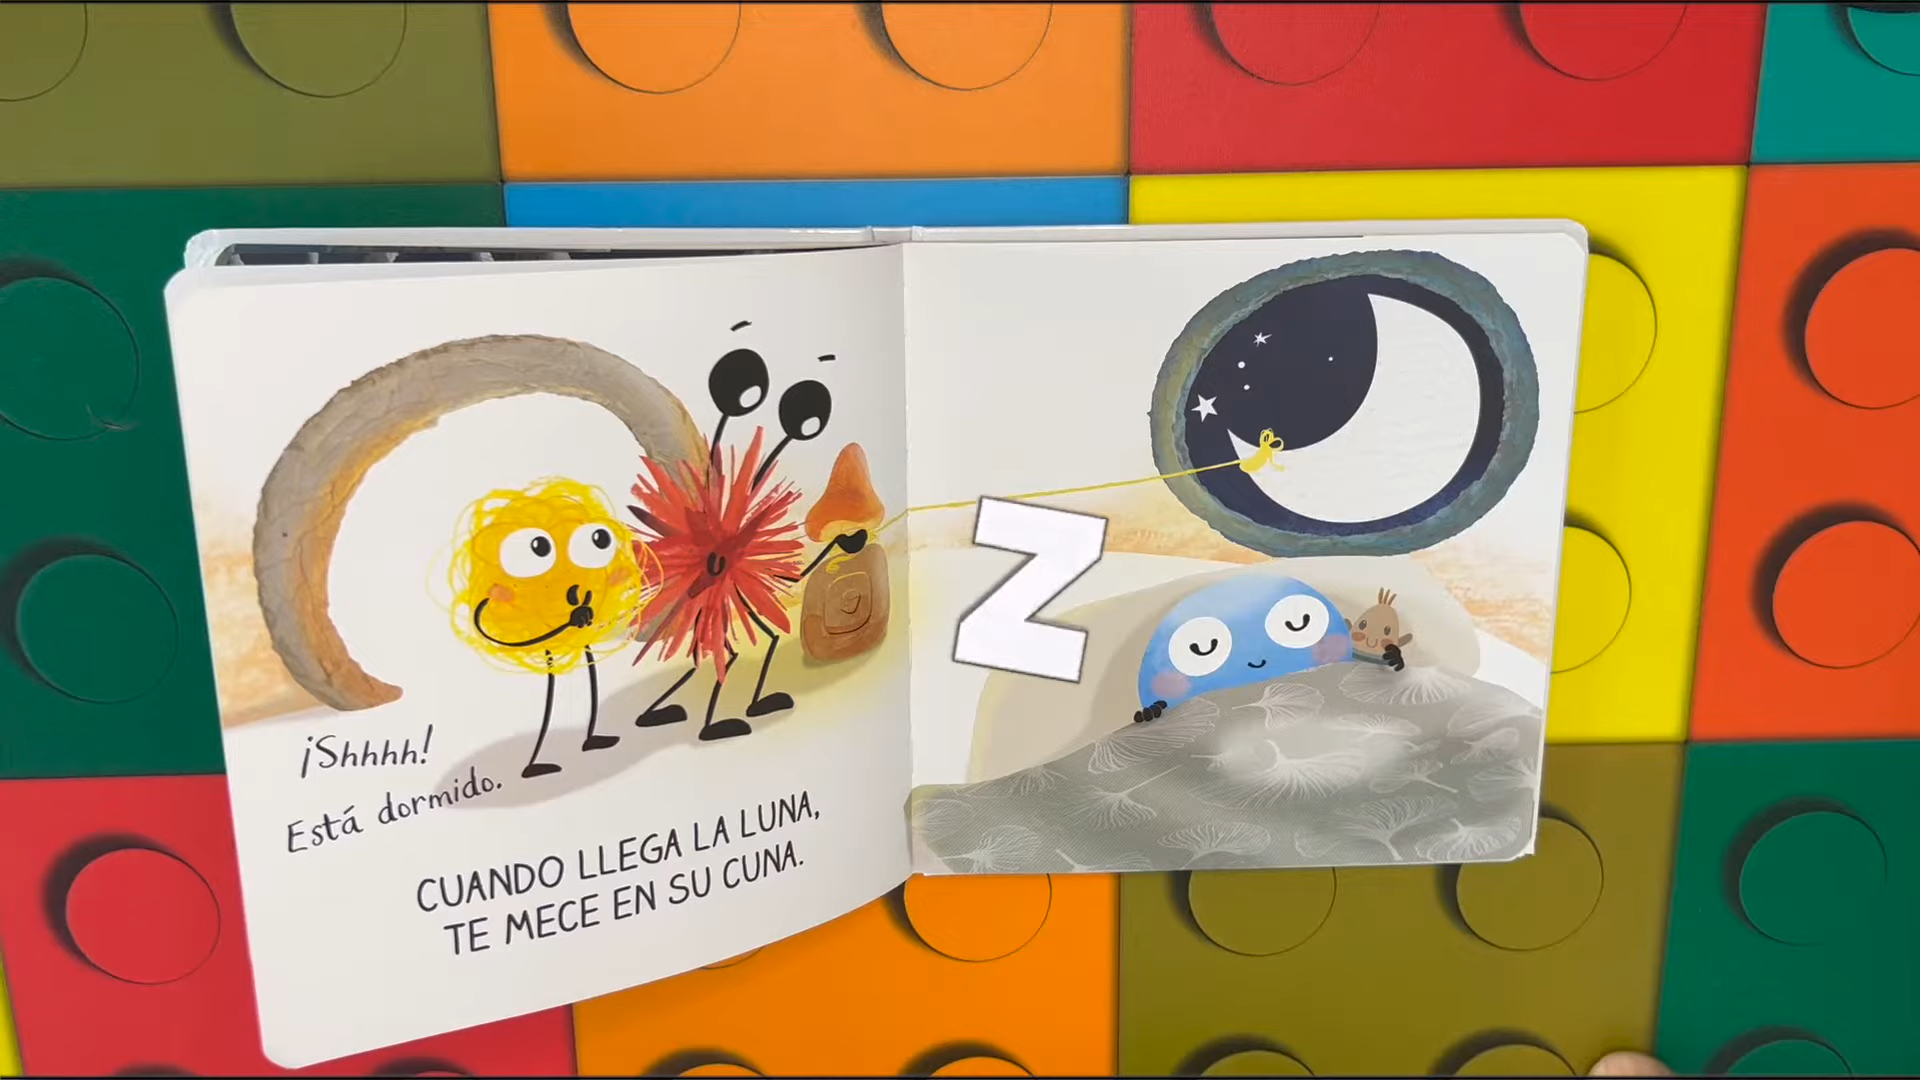 ¡Shhhh!
Está dormido.
CUANDO LLEGA LA LUNA,
TE MECE EN SU CUNA.
Z